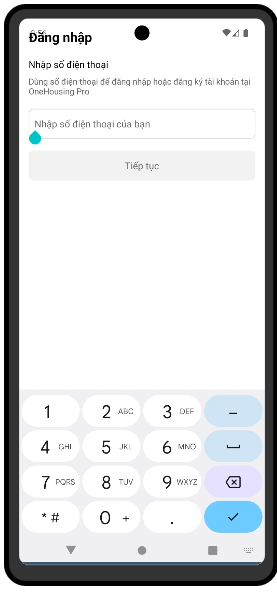 Đăng nhập
Nhập số điện thoại
Dùng số điện thoại để đăng nhập hoặc đăng ký tài khoản tại
OneHousing Pro
Nhập số điện thoại của bạn
Tiếp tục
1
2 ABC
3 DEF
4 GHI
5 JKL
6 MNO
7 PQRS
8 TUV
9 WXYZ
* #
0 +
.